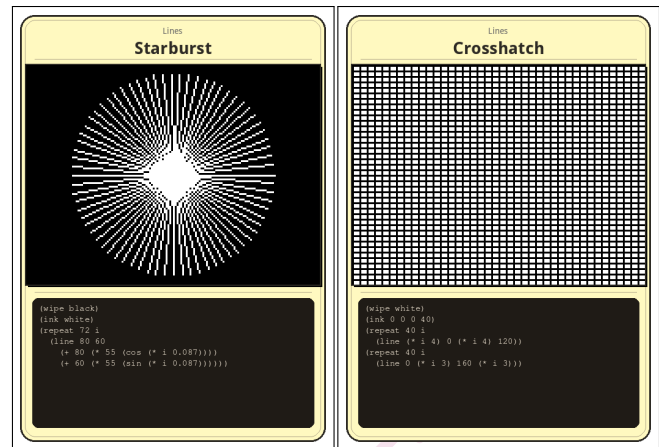 Lines
Starburst
(wipe black)
(ink white)
(repeat 72 i
(line 80 60
(+ 80 (* 55 (cos (* i 0.087))))
(+ 60 (* 55 (sin (* i 0.087))))))
Lines
Crosshatch
(wipe white)
(ink 0 0 0 40)
(repeat 40 i
(line (* i 4) 0 (* i 4) 120))
(repeat 40 i
(line 0 (* i 3) 160 (* i 3)))